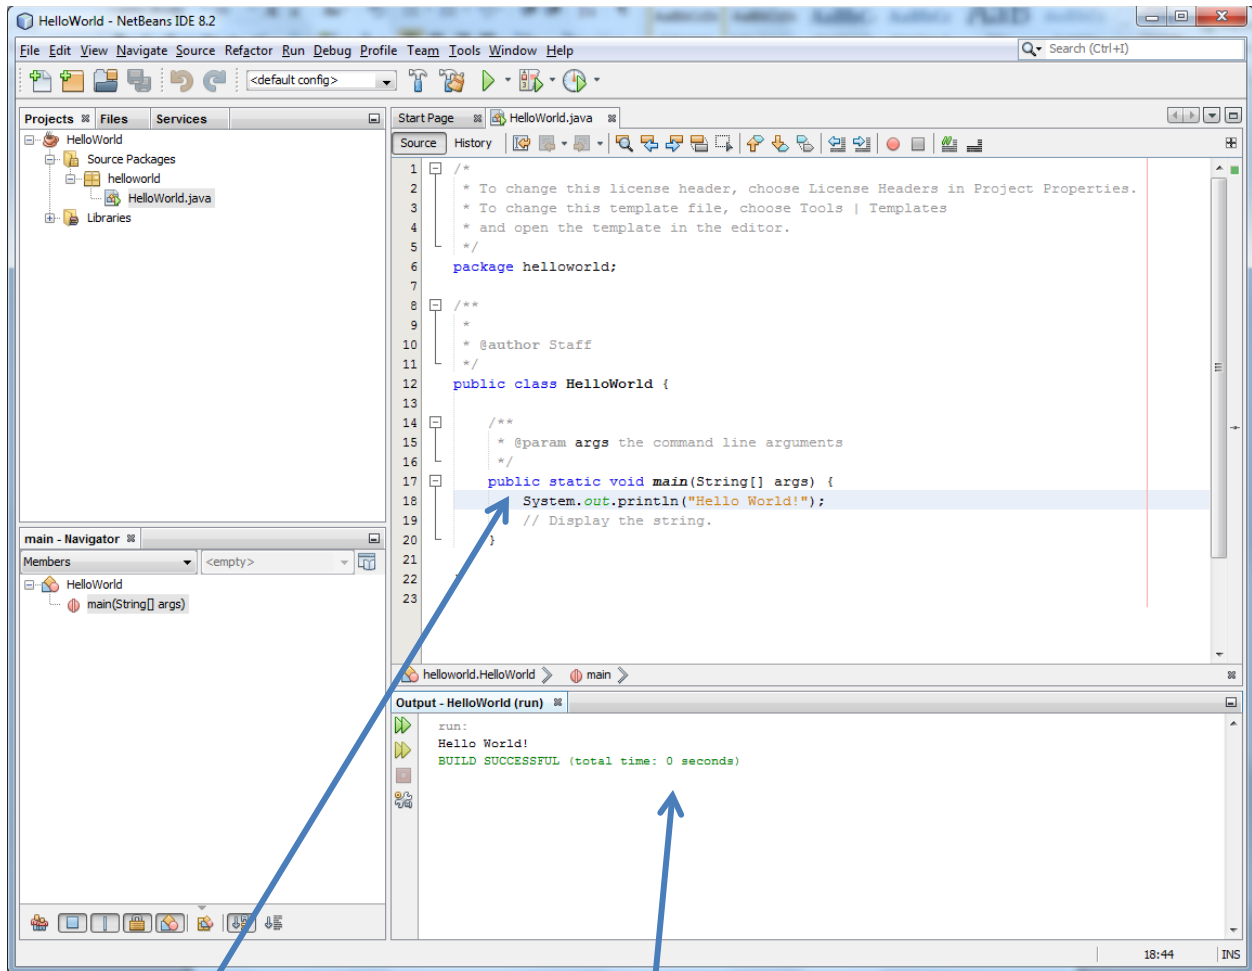 HelloWorld - NetBeans IDE 8.2
File Edit View Navigate Source Refactor Run Debug Profile Team Tools Window Help
Search (Ctrl+I)
<default config>
Projects Files Services
HelloWorld
Source Packages
helloworld
HelloWorld.java
Libraries
main - Navigator
Members <empty>
HelloWorld
main(String[] args)
Start Page HelloWorld.java
Source History
1 /*
2 * To change this license header, choose License Headers in Project Properties.
3 * To change this template file, choose Tools | Templates
4 * and open the template in the editor.
5 */
6 package helloworld;
7
8 /**
9 *
10 * @author Staff
11 */
12 public class HelloWorld {
13
14 /**
15 * @param args the command line arguments
16 */
17 public static void main(String[] args) {
18 System.out.println("Hello World!");
19 // Display the string.
20 }
21
22
23
helloworld.HelloWorld main
Output - HelloWorld (run)
run:
Hello World!
BUILD SUCCESSFUL (total time: 0 seconds)
18:44 INS